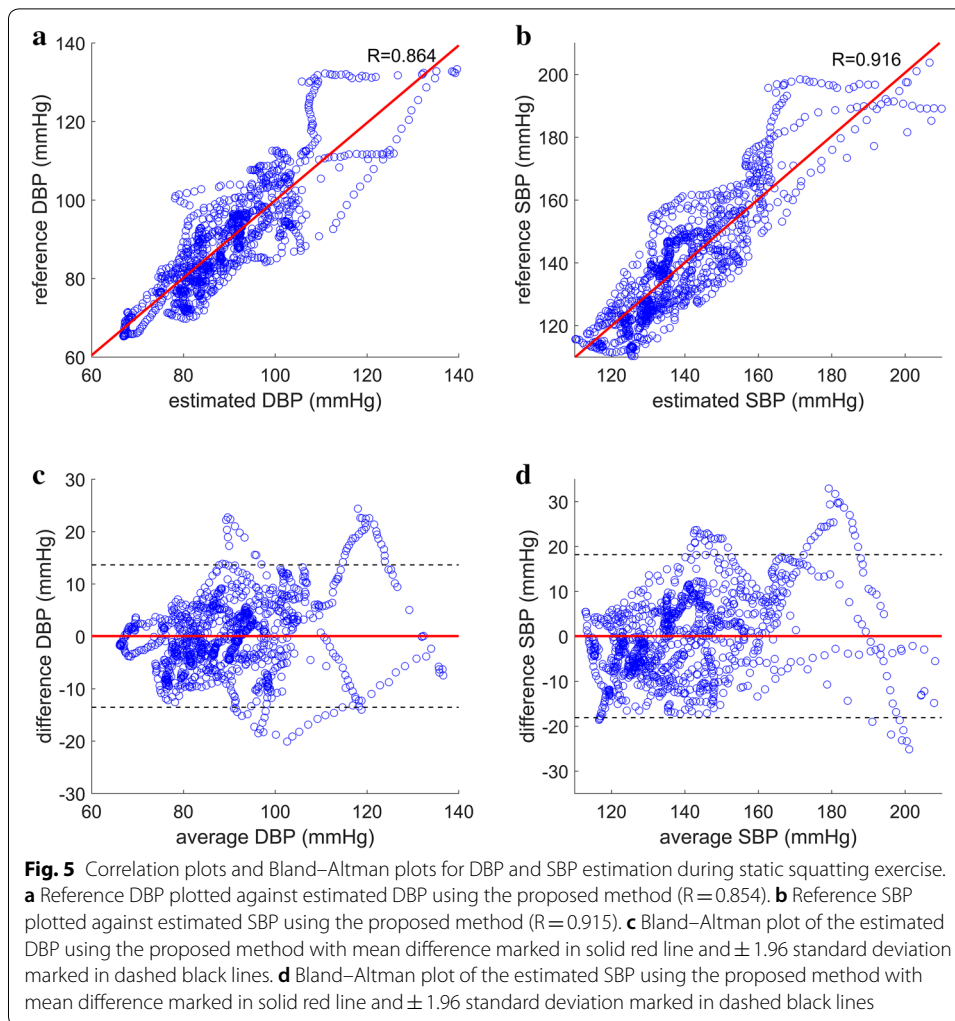 a
b
140
120
100
80
60
reference DBP (mmHg)
R=0.864
60
80
100
120
140
estimated DBP (mmHg)
200
180
160
140
120
reference SBP (mmHg)
R=0.916
120
140
160
180
200
estimated SBP (mmHg)
c
d
30
20
10
0
-10
-20
-30
difference DBP (mmHg)
60
80
100
120
140
average DBP (mmHg)
30
20
10
0
-10
-20
-30
difference SBP (mmHg)
120
140
160
180
200
average SBP (mmHg)
Fig. 5 Correlation plots and Bland–Altman plots for DBP and SBP estimation during static squatting exercise.
a Reference DBP plotted against estimated DBP using the proposed method (R = 0.854). b Reference SBP
plotted against estimated SBP using the proposed method (R = 0.915). c Bland–Altman plot of the estimated
DBP using the proposed method with mean difference marked in solid red line and ± 1.96 standard deviation
marked in dashed black lines. d Bland–Altman plot of the estimated SBP using the proposed method with
mean difference marked in solid red line and ± 1.96 standard deviation marked in dashed black lines